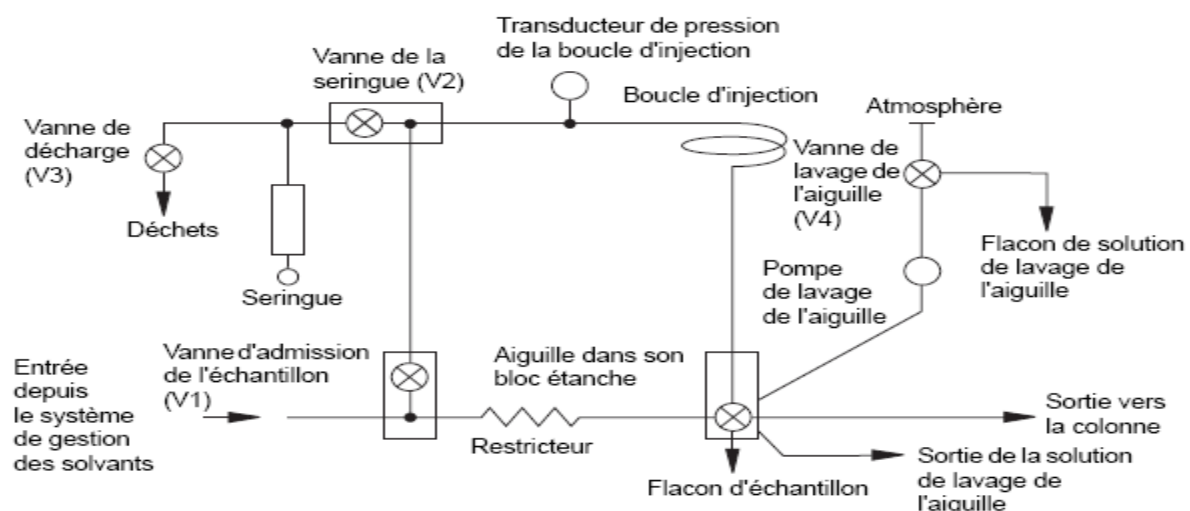 Transducteur de pression
de la boucle d'injection
Vanne de la
seringue (V2)
Boucle d'injection
Atmosphère
Vanne de
décharge
(V3)
Vanne de
lavage de
l'aiguille
(V4)
Déchets
Flacon de solution
de lavage de
l'aiguille
Seringue
Pompe
de lavage
de l'aiguille
Entrée
depuis
le système
de gestion
des solvants
Vanne d'admission
de l'échantillon
(V1)
Aiguille dans son
bloc étanche
Restricteur
Sortie vers
la colonne
Flacon d'échantillon
Sortie de la solution
de lavage de
l'aiguille